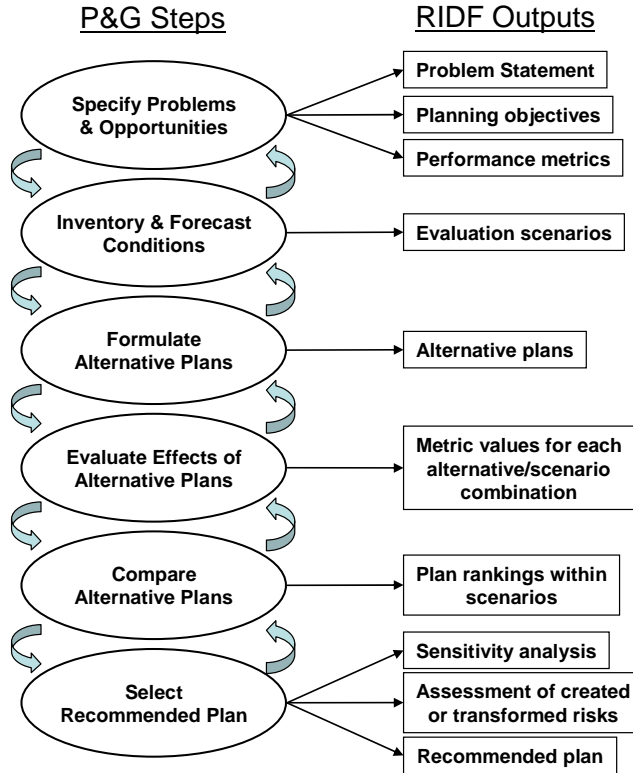 P&G Steps
RIDF Outputs
Specify Problems
& Opportunities
Problem Statement
Planning objectives
Performance metrics
Inventory & Forecast
Conditions
Evaluation scenarios
Formulate
Alternative Plans
Alternative plans
Evaluate Effects of
Alternative Plans
Metric values for each
alternative/scenario
combination
Compare
Alternative Plans
Plan rankings within
scenarios
Select
Recommended Plan
Sensitivity analysis
Assessment of created
or transformed risks
Recommended plan